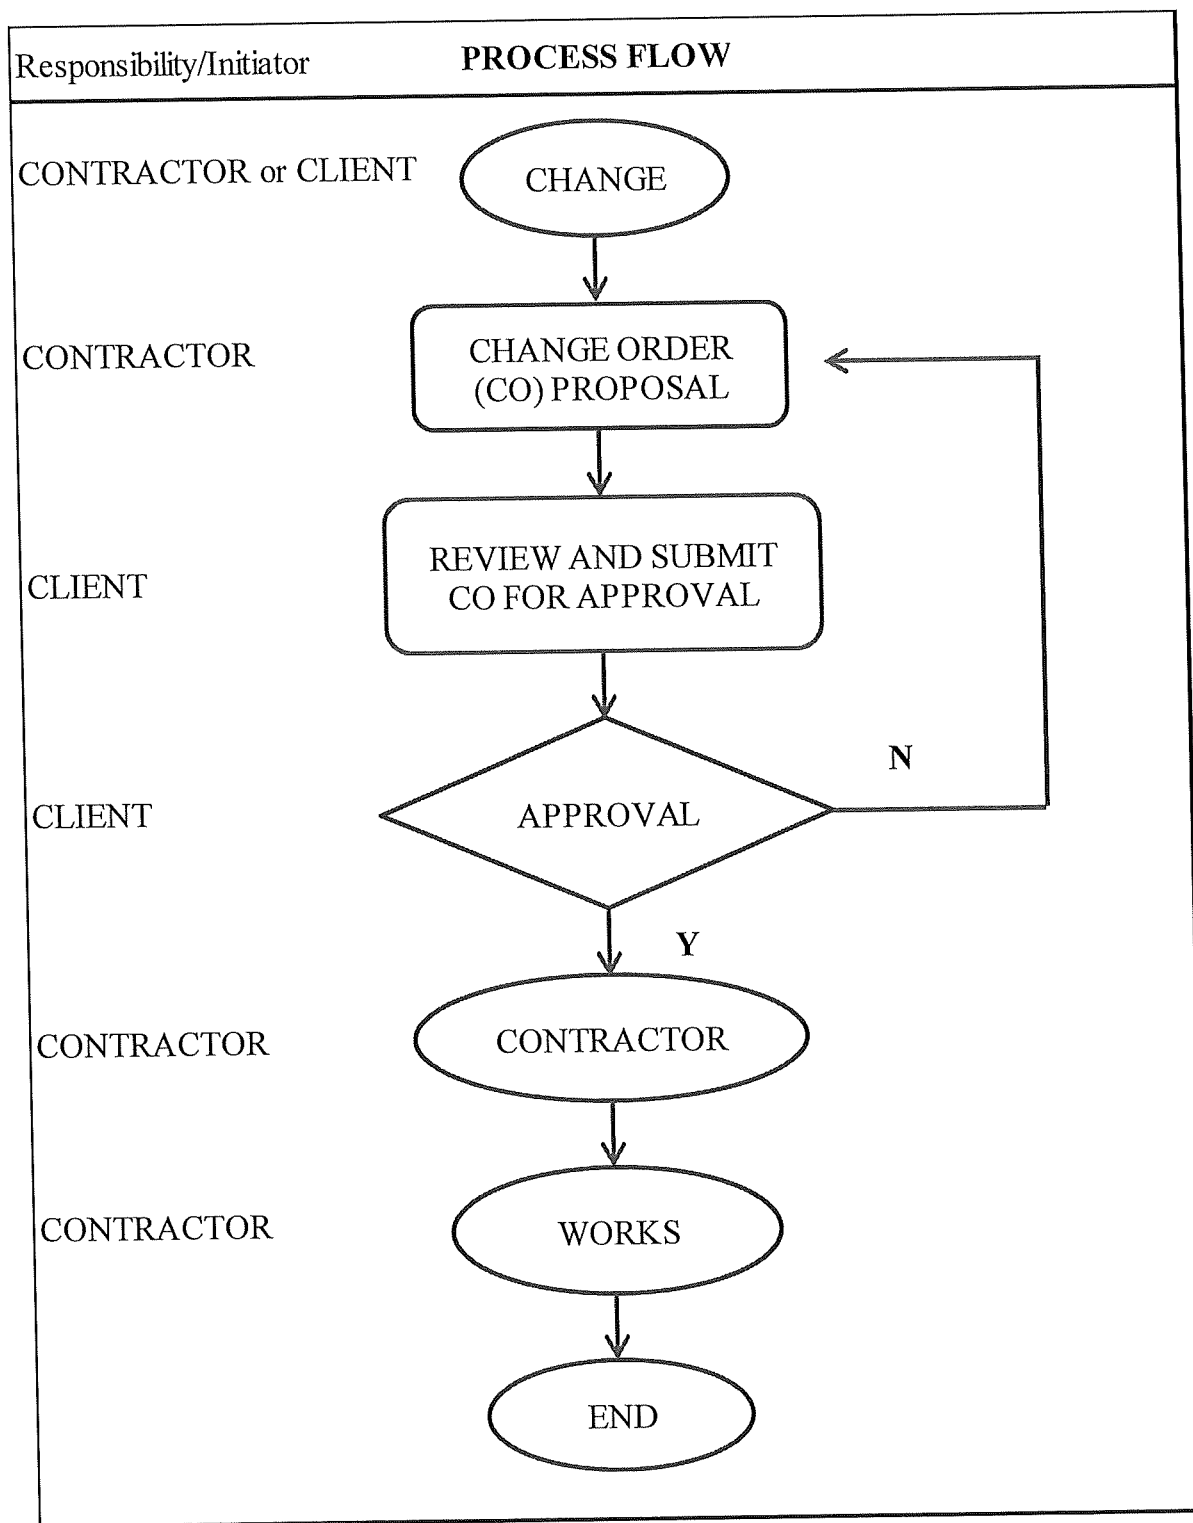 Responsibility/Initiator PROCESS FLOW
CONTRACTOR or CLIENT CHANGE
CONTRACTOR CHANGE ORDER
(CO) PROPOSAL
CLIENT REVIEW AND SUBMIT
CO FOR APPROVAL
N
CLIENT APPROVAL
Y
CONTRACTOR CONTRACTOR
CONTRACTOR WORKS
END